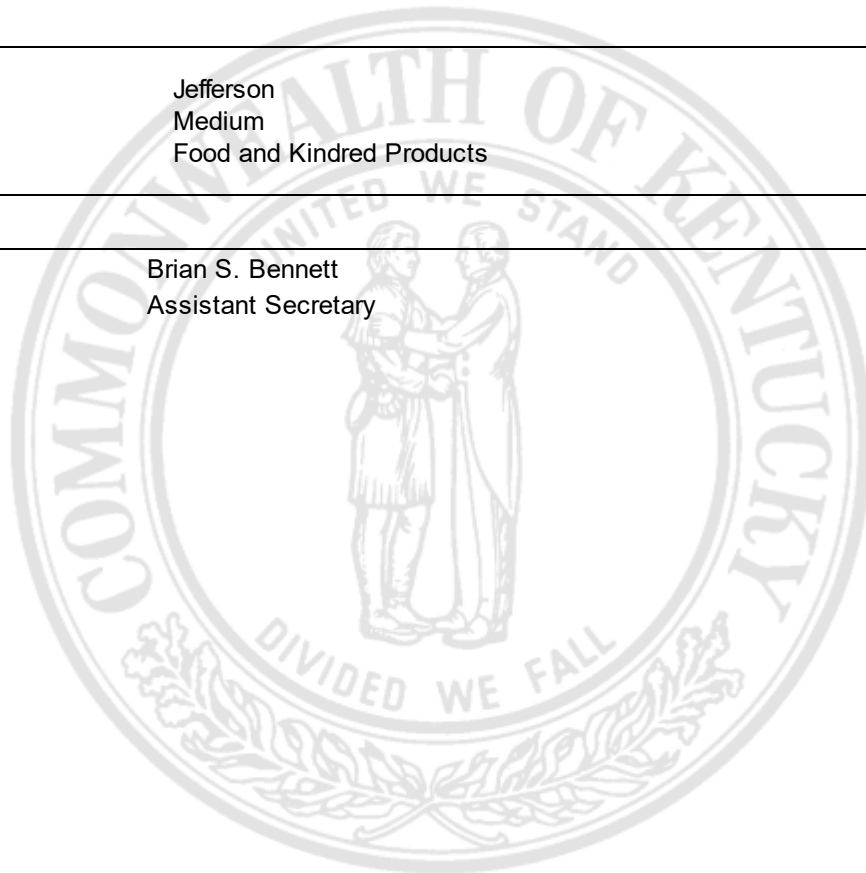 Jefferson
Medium
Food and Kindred Products
Brian S. Bennett
Assistant Secretary
COMMONWEALTH OF KENTUCKY
UNITED WE STAND
DIVIDED WE FALL